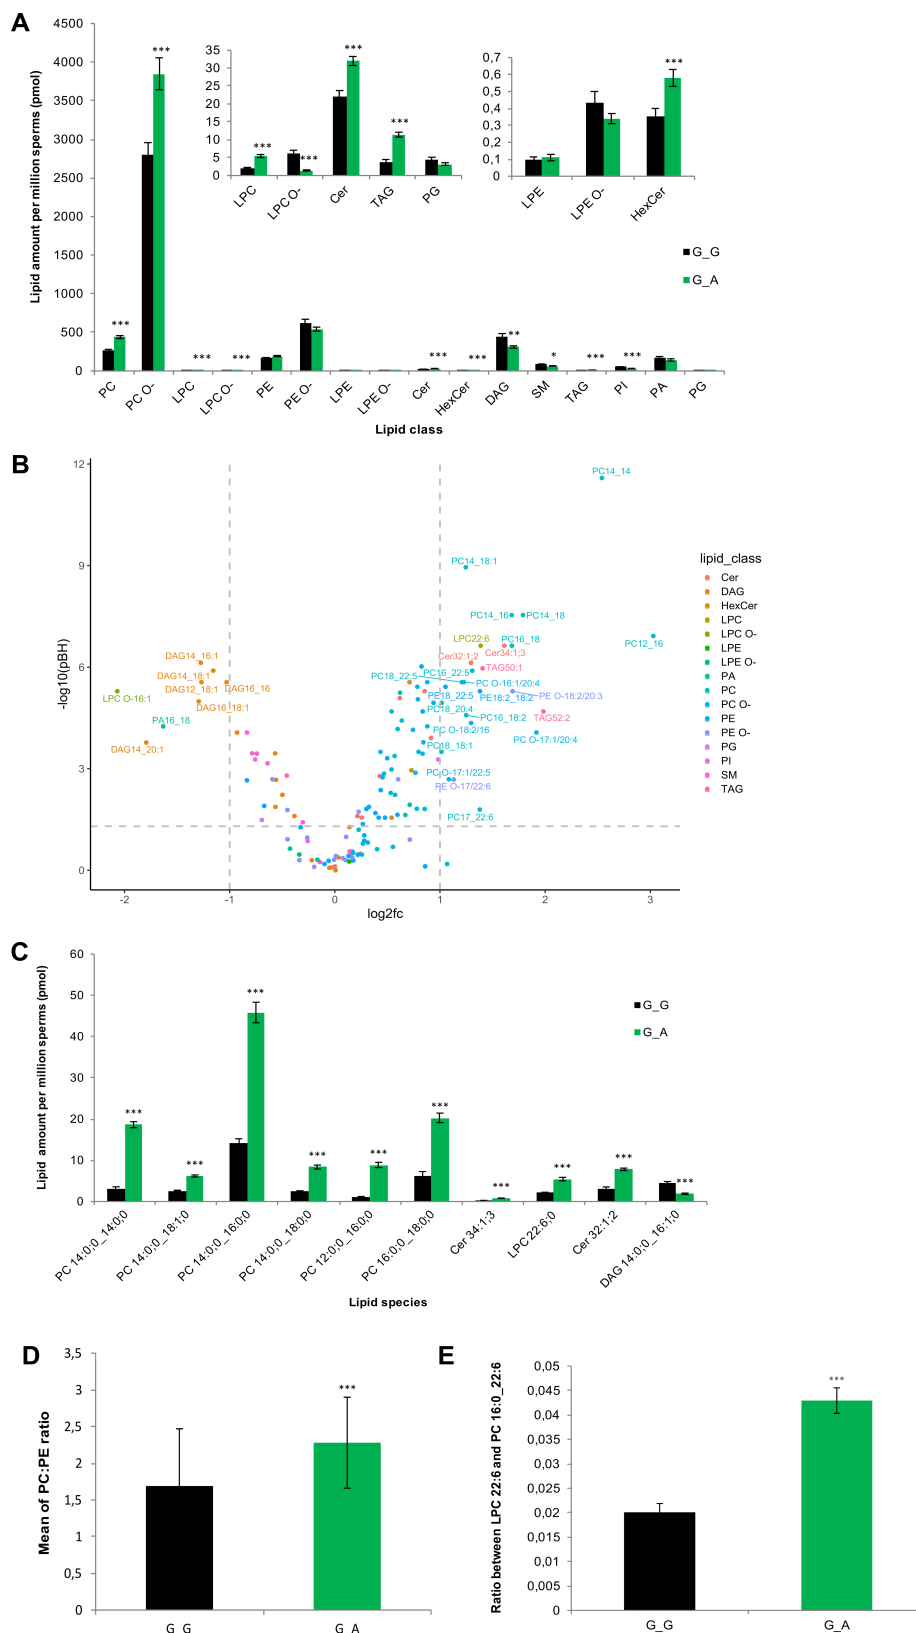 A
Lipid amount per million sperms (pmol)
4500
4000
3500
3000
2500
2000
1500
1000
500
0
35
30
25
20
15
10
5
0
***
***
***
***
LPC
LPC O-
Cer
TAG
PG
0,7
0,6
0,5
0,4
0,3
0,2
0,1
0
***
LPE
LPE O-
HexCer
G_G
G_A
***
***
***
***
***
***
**
*
***
***
PC
PC O-
LPC
LPC O-
PE
PE O-
LPE
LPE O-
Cer
HexCer
DAG
SM
TAG
PI
PA
PG
Lipid class
B
-log10(pBH)
12
9
6
3
0
PC14_14
PC14_18:1
PC14_16
PC14_18
LPC22:6
PC16_18
PC12_16
Cer32:1;2
Cer34:1;3
DAG14_16:1
PC16_22:5
TAG50:1
DAG14_18:1
PC18_22:5
PC O-16:1/20:4
DAG12_18:1
DAG16_16
LPC O-16:1
PE18_22:5
PE18:2_18:2
PE O-18:2/20:3
DAG16_18:1
PC18_20:4
PC16_18:2
TAG52:2
PA16_18
PC O-18:2/16
PC O-17:1/20:4
DAG14_20:1
PC18_18:1
PC O-17:1/22:5
PE O-17/22:6
PC17_22:6
-2
-1
0
1
2
3
log2fc
lipid_class
Cer
DAG
HexCer
LPC
LPC O-
LPE
LPE O-
PA
PC
PC O-
PE
PE O-
PG
PI
SM
TAG
C
Lipid amount per million sperms (pmol)
60
50
40
30
20
10
0
G_G
G_A
***
***
***
***
***
***
***
***
***
***
PC 14:0;0_14:0;0
PC 14:0;0_18:1;0
PC 14:0;0_16:0;0
PC 14:0;0_18:0;0
PC 12:0;0_16:0;0
PC 16:0;0_18:0;0
Cer 34:1;3
LPC 22:6;0
Cer 32:1;2
DAG 14:0;0_16:1;0
Lipid species
D
Mean of PC:PE ratio
3,5
3
2,5
2
1,5
1
0,5
0
***
G_G
G_A
E
Ratio between LPC 22:6 and PC 16:0_22:6
0,05
0,045
0,04
0,035
0,03
0,025
0,02
0,015
0,01
0,005
0
***
G_G
G_A